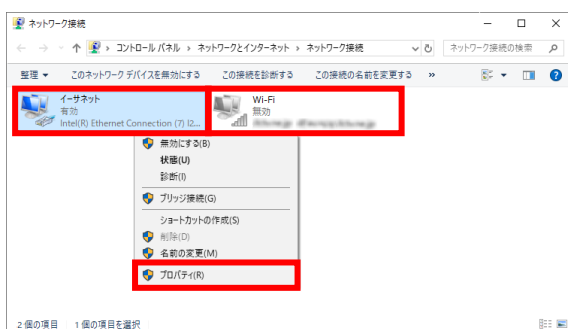 ネットワーク接続
コントロール パネル › ネットワークとインターネット › ネットワーク接続
ネットワーク接続の検索
整理 このネットワーク デバイスを無効にする この接続を診断する この接続の名前を変更する »
イーサネット
有効
Intel(R) Ethernet Connection (7) I2...
Wi-Fi
無効
無効にする(B)
状態(U)
診断(I)
ブリッジ接続(G)
ショートカットの作成(S)
削除(D)
名前の変更(M)
プロパティ(R)
2 個の項目 1 個の項目を選択